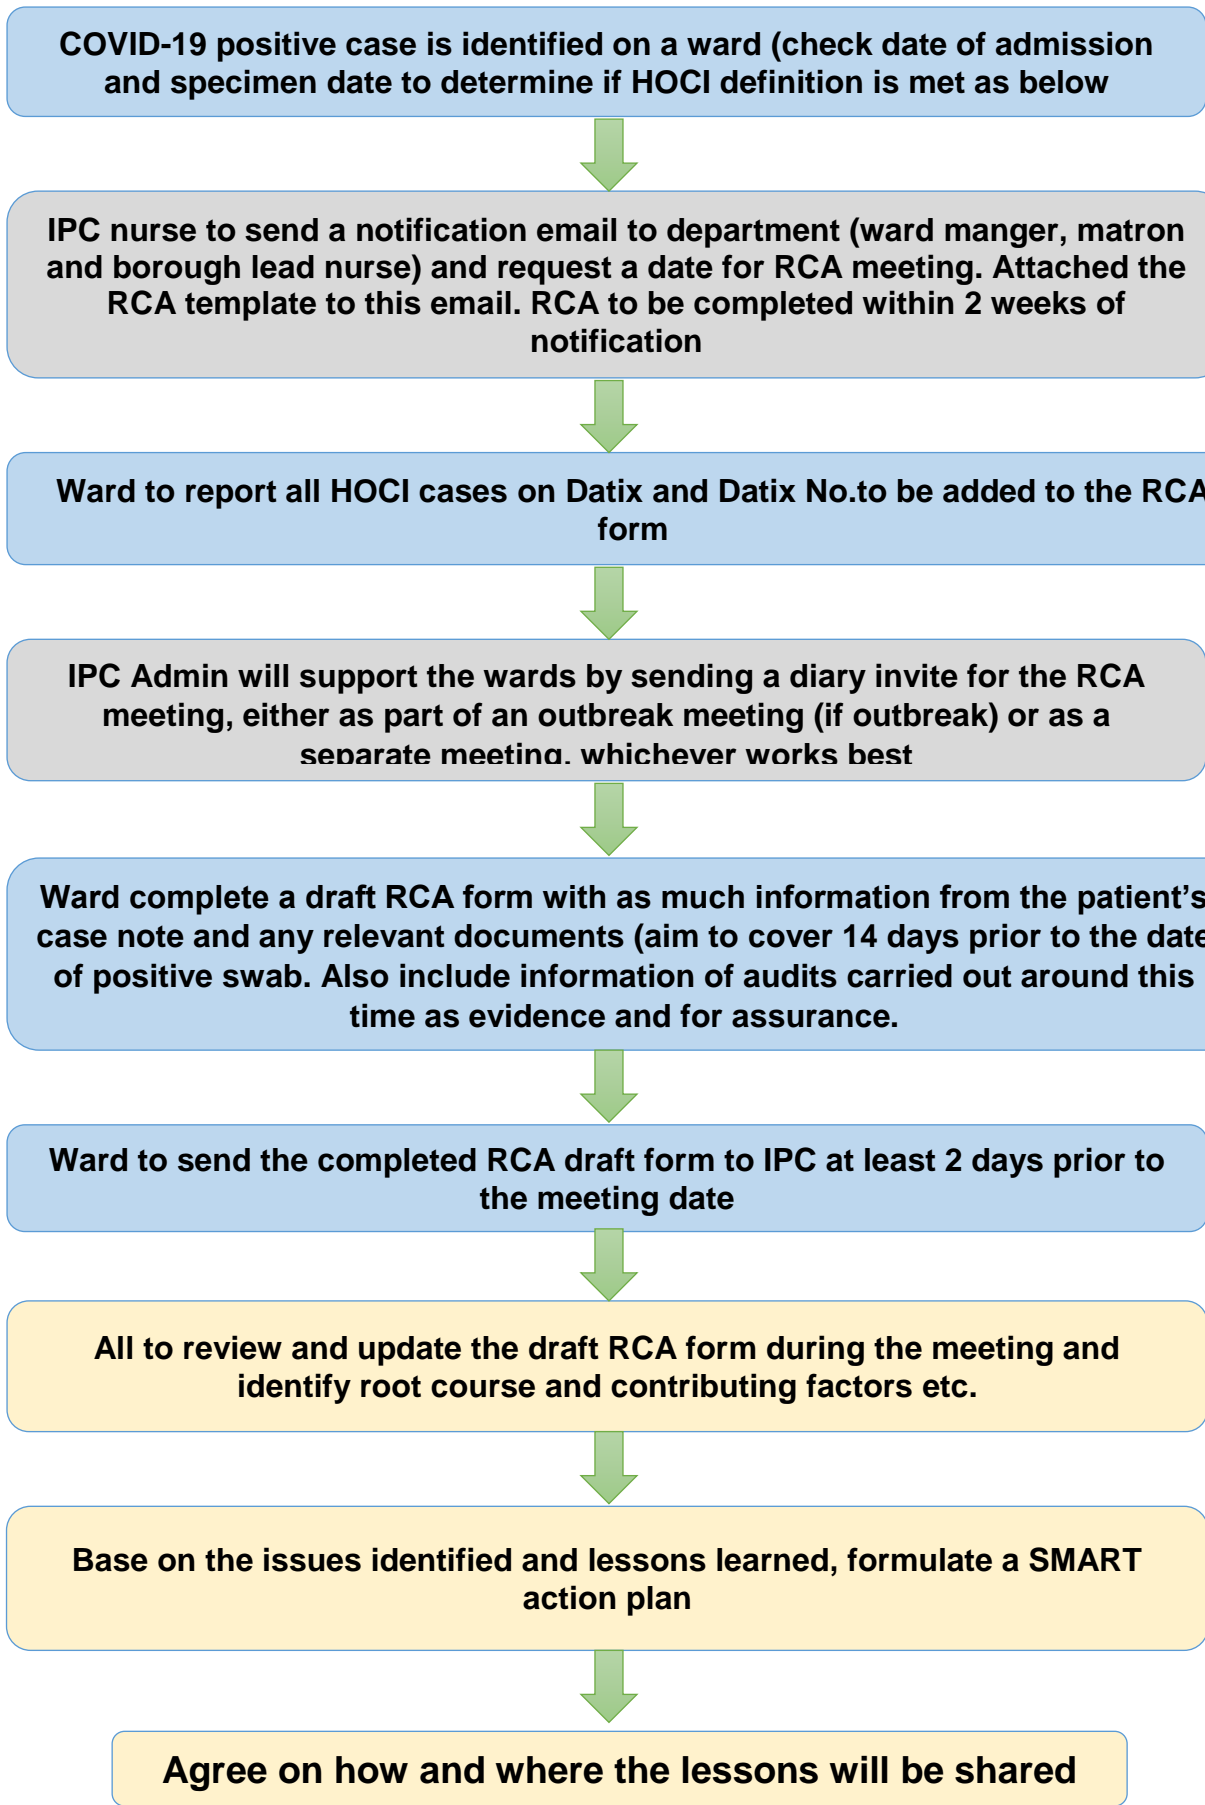 COVID-19 positive case is identified on a ward (check date of admission
and specimen date to determine if HOCI definition is met as below
IPC nurse to send a notification email to department (ward manger, matron
and borough lead nurse) and request a date for RCA meeting. Attached the
RCA template to this email. RCA to be completed within 2 weeks of
notification
Ward to report all HOCI cases on Datix and Datix No.to be added to the RCA
form
IPC Admin will support the wards by sending a diary invite for the RCA
meeting, either as part of an outbreak meeting (if outbreak) or as a
separate meeting, whichever works best
Ward complete a draft RCA form with as much information from the patient’s
case note and any relevant documents (aim to cover 14 days prior to the date
of positive swab. Also include information of audits carried out around this
time as evidence and for assurance.
Ward to send the completed RCA draft form to IPC at least 2 days prior to
the meeting date
All to review and update the draft RCA form during the meeting and
identify root course and contributing factors etc.
Base on the issues identified and lessons learned, formulate a SMART
action plan
Agree on how and where the lessons will be shared